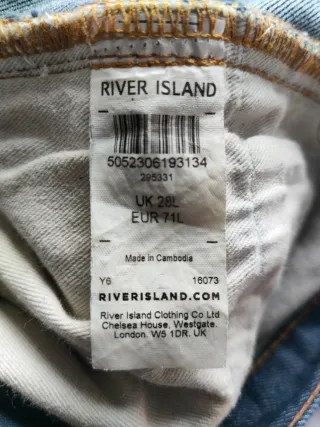 RIVER ISLAND
5052306193134
295331
UK 28L
EUR 71L
Made in Cambodia
Y6 16073
RIVERISLAND.COM
River Island Clothing Co Ltd
Chelsea House, Westgate.
London. W5 1DR. UK